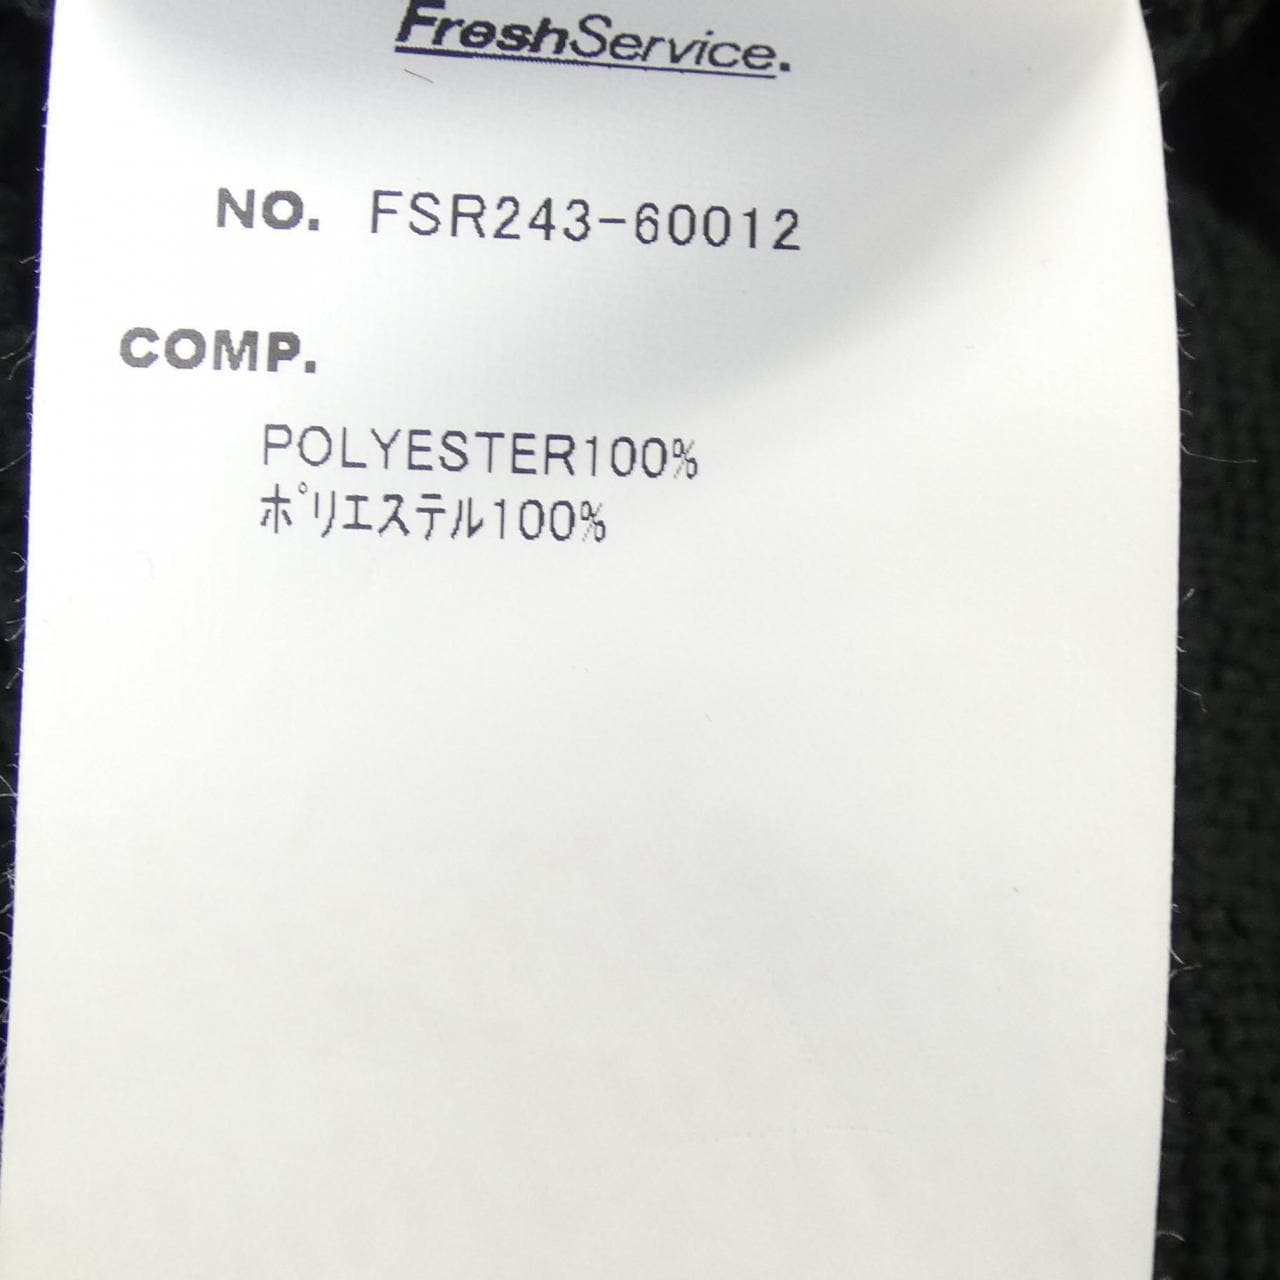 FreshService.
NO. FSR243-60012
COMP.
POLYESTER100%
ﾎﾟﾘｴｽﾃﾙ100%